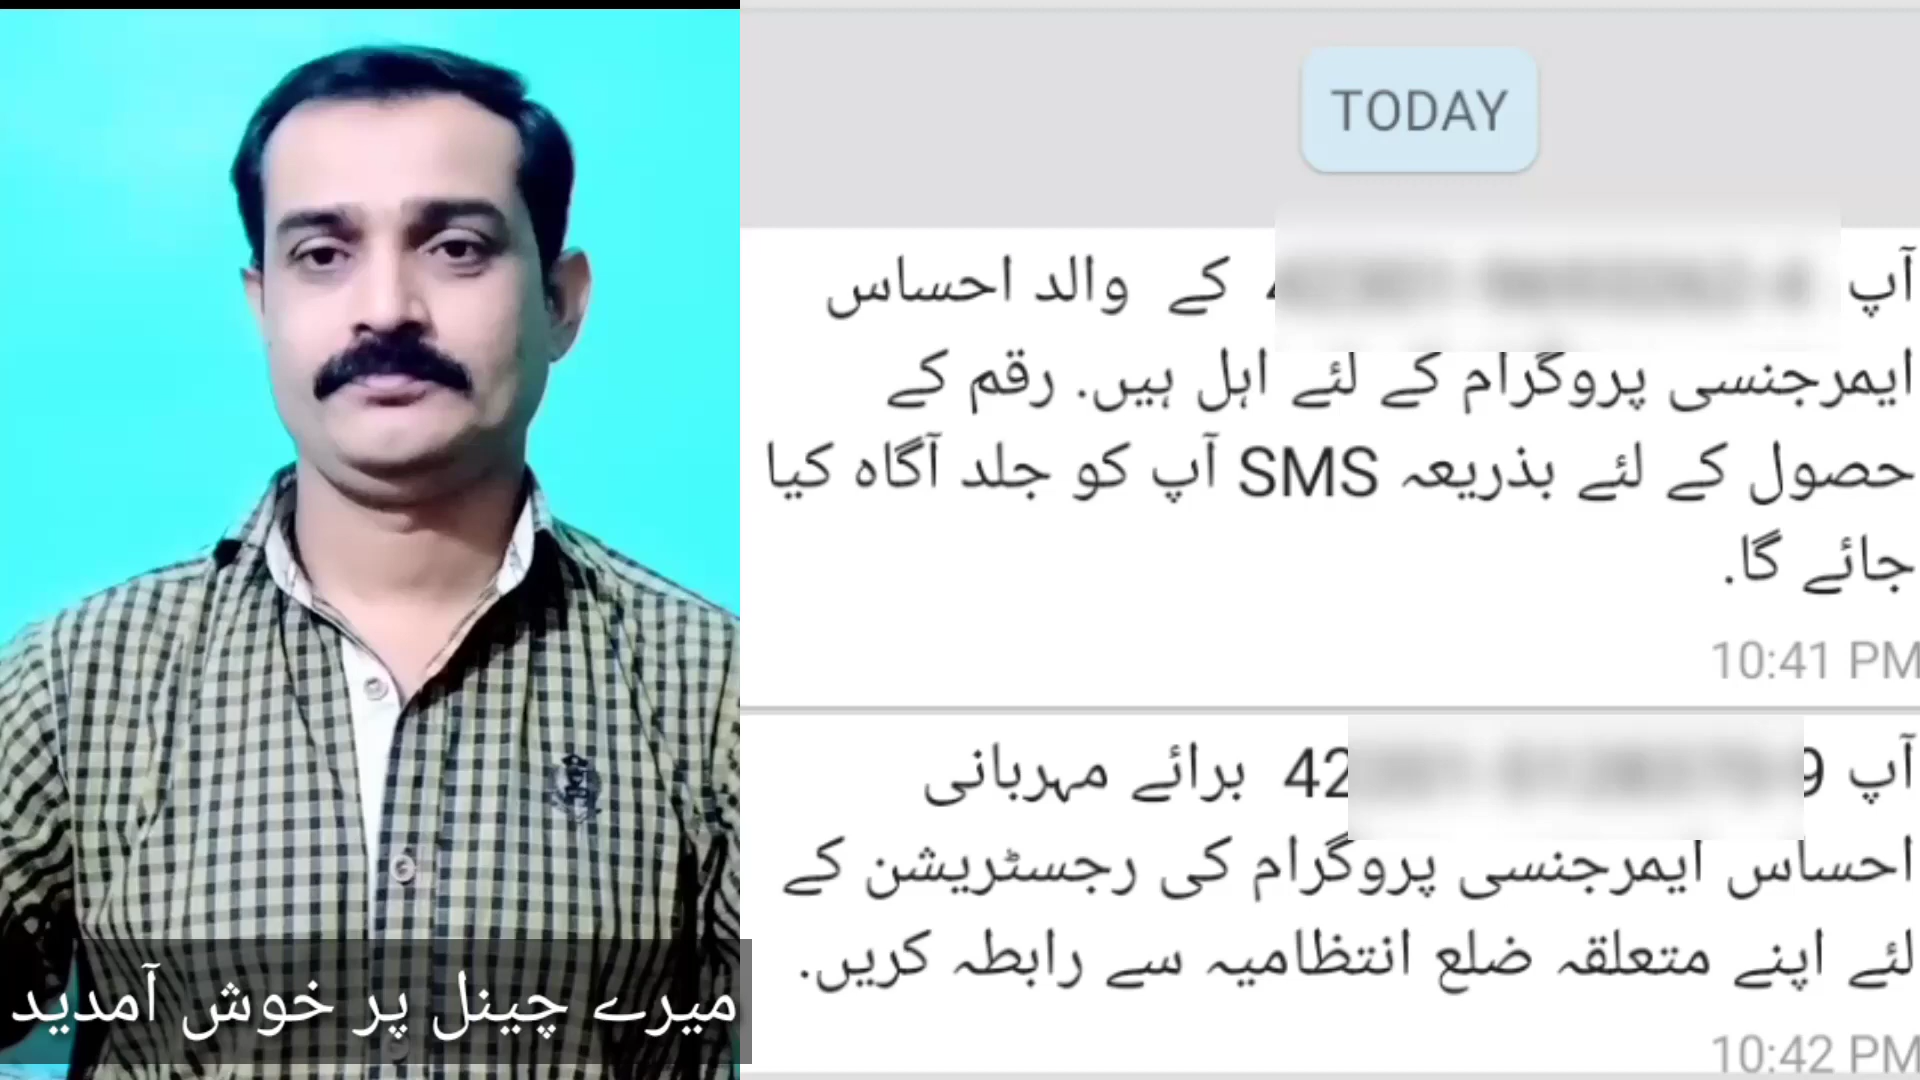 میرے چینل پر خوش آمدید
TODAY
آپ کے والد احساس
ایمرجنسی پروگرام کے لئے اہل ہیں. رقم کے
حصول کے لئے بذریعہ SMS آپ کو جلد آگاہ کیا
جائے گا.
10:41 PM
آپ 42 9 برائے مہربانی
احساس ایمرجنسی پروگرام کی رجسٹریشن کے
لئے اپنے متعلقہ ضلع انتظامیہ سے رابطہ کریں.
10:42 PM